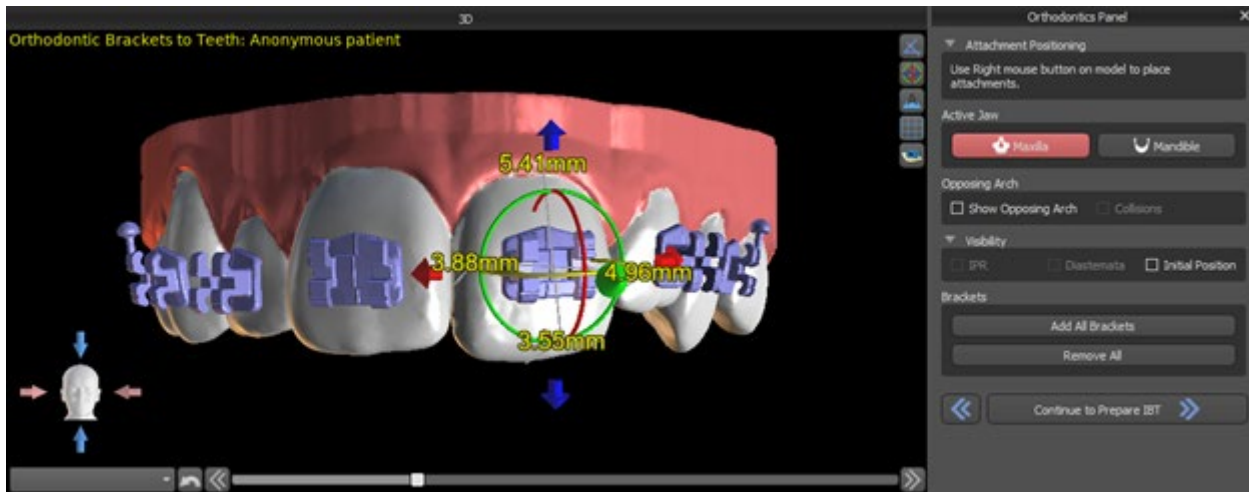 3D
Orthodontic Brackets to Teeth: Anonymous patient
5.41mm
3.88mm
4.96mm
3.55mm
Orthodontics Panel
Attachment Positioning
Use Right mouse button on model to place
attachments.
Active Jaw
Maxilla
Mandible
Opposing Arch
Show Opposing Arch
Collisions
Visibility
IPR
Diastemata
Initial Position
Brackets
Add All Brackets
Remove All
Continue to Prepare IBT